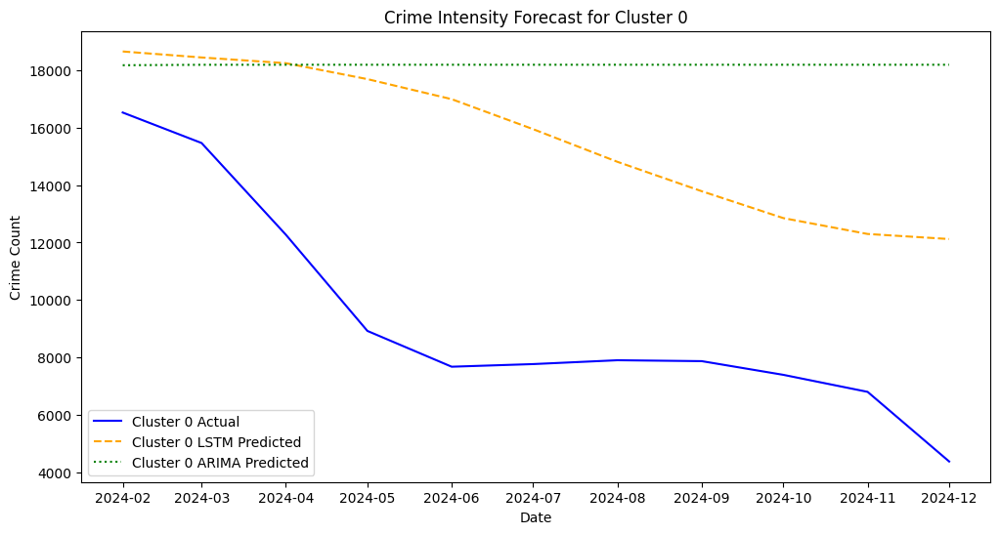 Crime Intensity Forecast for Cluster 0
Crime Count
18000
16000
14000
12000
10000
8000
6000
4000
Cluster 0 Actual
Cluster 0 LSTM Predicted
Cluster 0 ARIMA Predicted
2024-02 2024-03 2024-04 2024-05 2024-06 2024-07 2024-08 2024-09 2024-10 2024-11 2024-12
Date